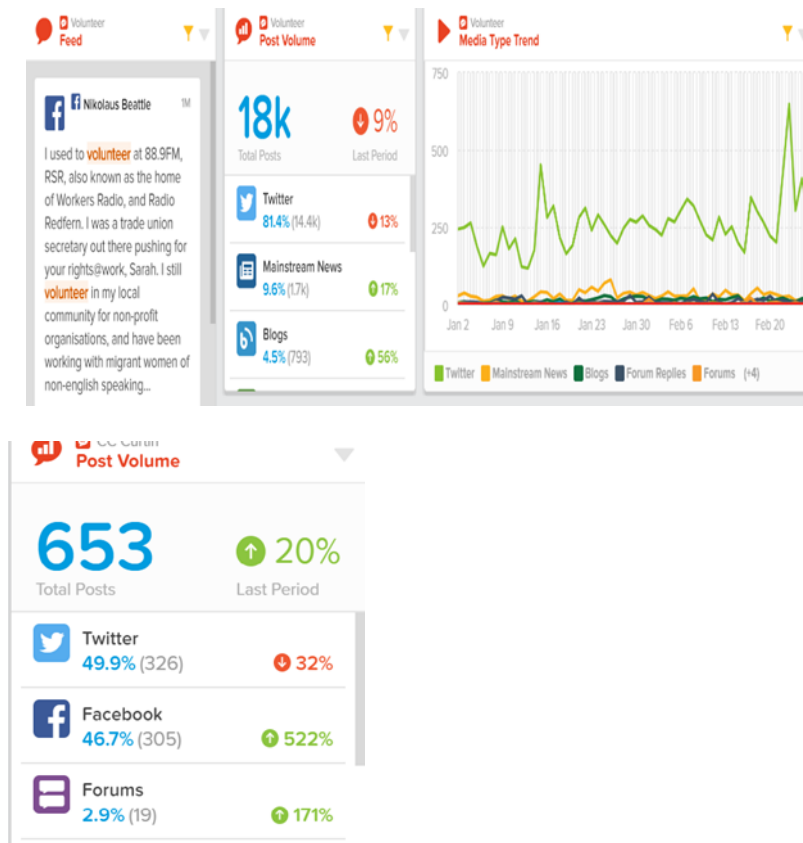 Volunteer
Feed
Nikolaus Beattle
1M
I used to volunteer at 88.9FM,
RSR, also known as the home
of Workers Radio, and Radio
Redfern. I was a trade union
secretary out there pushing for
your rights@work, Sarah. I still
volunteer in my local
community for non-profit
organisations, and have been
working with migrant women of
non-english speaking...
Volunteer
Post Volume
18k
9%
Total Posts
Last Period
Twitter
81.4% (14.4k)
13%
Mainstream News
9.6% (1.7k)
17%
Blogs
4.5% (793)
56%
Volunteer
Media Type Trend
750
500
250
0
Jan 2 Jan 9 Jan 16 Jan 23 Jan 30 Feb 6 Feb 13 Feb 20
Twitter Mainstream News Blogs Forum Replies Forums (+4)
CC Curtin
Post Volume
653
20%
Total Posts
Last Period
Twitter
49.9% (326)
32%
Facebook
46.7% (305)
522%
Forums
2.9% (19)
171%